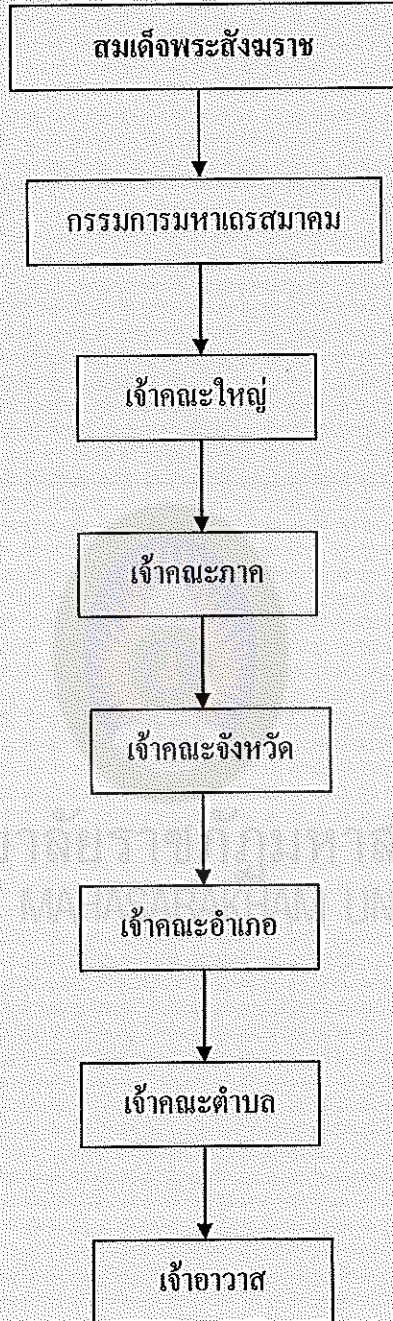 สมเด็จพระสังฆราช
กรรมการมหาเถรสมาคม
เจ้าคณะใหญ่
เจ้าคณะภาค
เจ้าคณะจังหวัด
เจ้าคณะอำเภอ
เจ้าคณะตำบล
เจ้าอาวาส